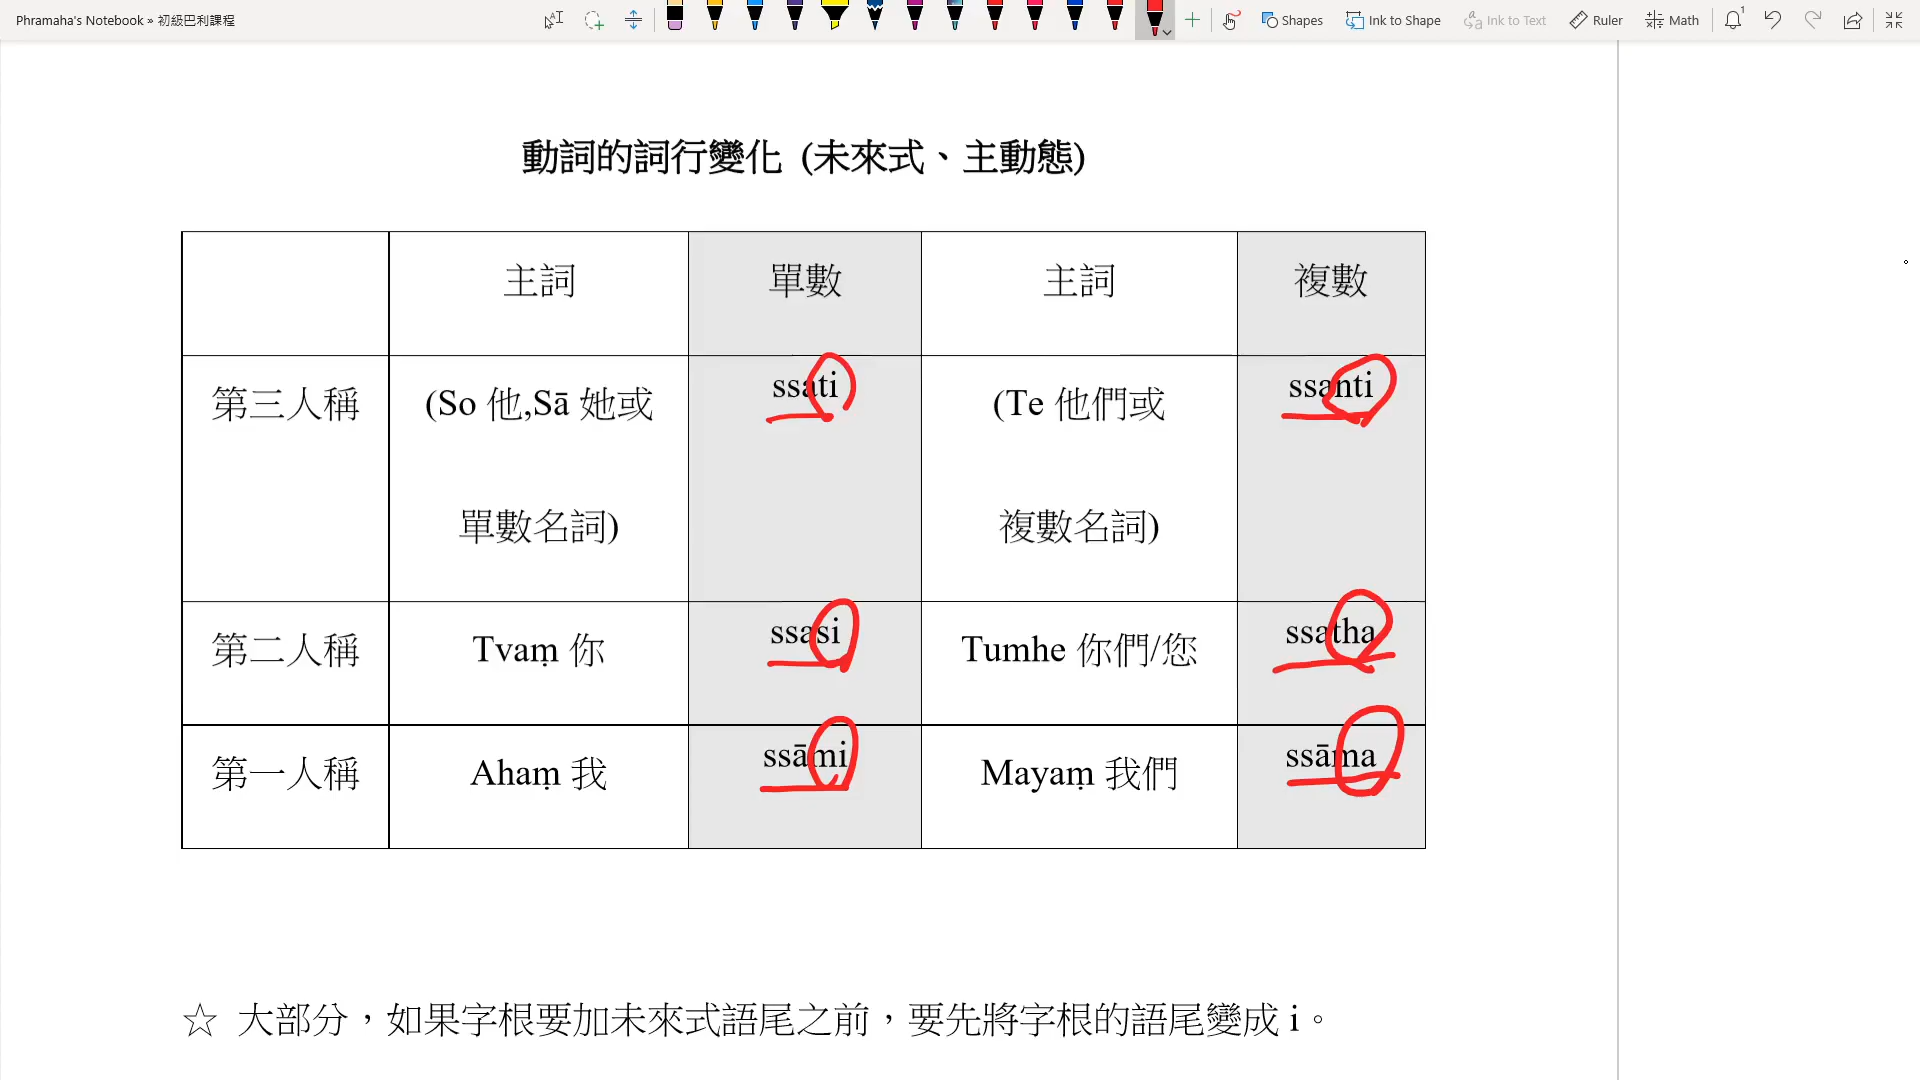 Phramaha's Notebook » 初級巴利課程
Shapes Ink to Shape Ink to Text Ruler Math 1
動詞的詞行變化 (未來式、主動態)
主詞 單數 主詞 複數
第三人稱 (So 他,Sā 她或 ssati (Te 他們或 ssanti
單數名詞) 複數名詞)
第二人稱 Tvaṃ 你 ssasi Tumhe 你們/您 ssatha
第一人稱 Ahaṃ 我 ssāmi Mayaṃ 我們 ssāma
☆ 大部分，如果字根要加未來式語尾之前，要先將字根的語尾變成 i。